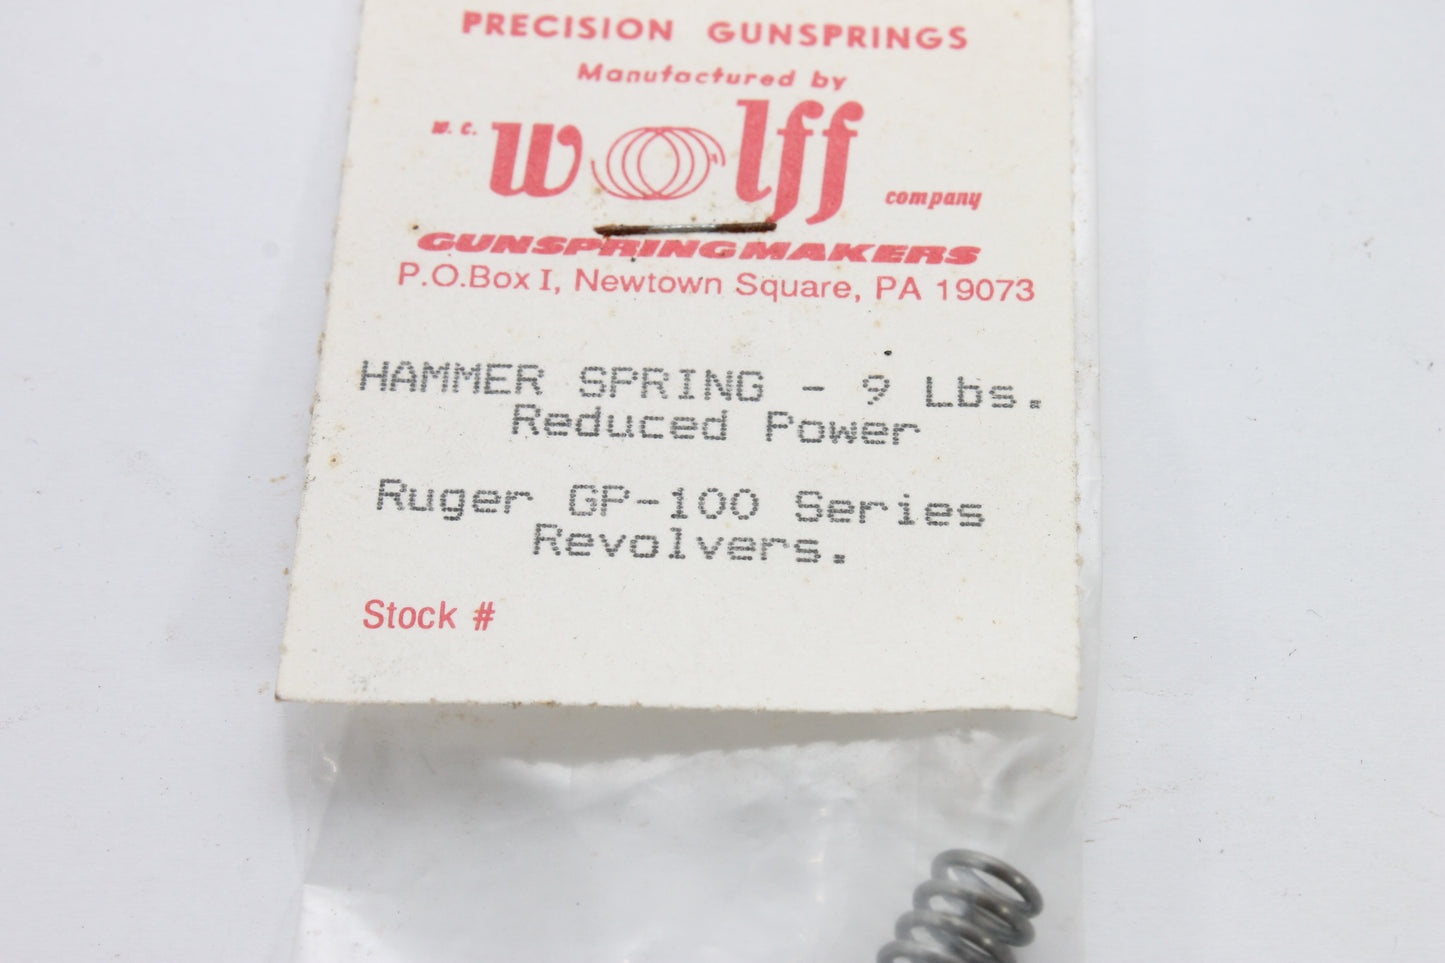 PRECISION GUNSPRINGS
Manufactured by
W. C. Wolff company
GUNSPRINGMAKERS
P.O.Box I, Newtown Square, PA 19073
HAMMER SPRING - 9 Lbs.
Reduced Power
Ruger GP-100 Series
Revolvers.
Stock #